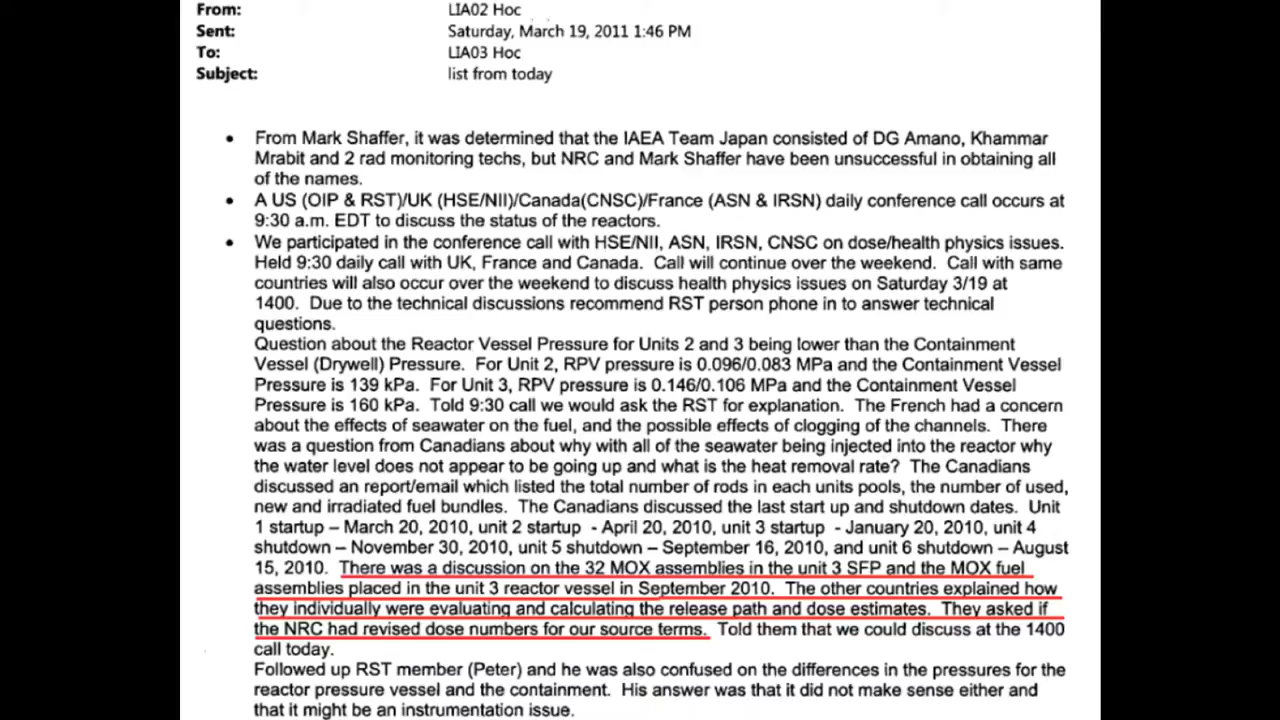 From: LIA02 Hoc
Sent: Saturday, March 19, 2011 1:46 PM
To: LIA03 Hoc
Subject: list from today
• From Mark Shaffer, it was determined that the IAEA Team Japan consisted of DG Amano, Khammar
Mrabit and 2 rad monitoring techs, but NRC and Mark Shaffer have been unsuccessful in obtaining all
of the names.
• A US (OIP & RST)/UK (HSE/NII)/Canada(CNSC)/France (ASN & IRSN) daily conference call occurs at
9:30 a.m. EDT to discuss the status of the reactors.
• We participated in the conference call with HSE/NII, ASN, IRSN, CNSC on dose/health physics issues.
Held 9:30 daily call with UK, France and Canada. Call will continue over the weekend. Call with same
countries will also occur over the weekend to discuss health physics issues on Saturday 3/19 at
1400. Due to the technical discussions recommend RST person phone in to answer technical
questions.
Question about the Reactor Vessel Pressure for Units 2 and 3 being lower than the Containment
Vessel (Drywell) Pressure. For Unit 2, RPV pressure is 0.096/0.083 MPa and the Containment Vessel
Pressure is 139 kPa. For Unit 3, RPV pressure is 0.146/0.106 MPa and the Containment Vessel
Pressure is 160 kPa. Told 9:30 call we would ask the RST for explanation. The French had a concern
about the effects of seawater on the fuel, and the possible effects of clogging of the channels. There
was a question from Canadians about why with all of the seawater being injected into the reactor why
the water level does not appear to be going up and what is the heat removal rate? The Canadians
discussed an report/email which listed the total number of rods in each units pools, the number of used,
new and irradiated fuel bundles. The Canadians discussed the last start up and shutdown dates. Unit
1 startup – March 20, 2010, unit 2 startup - April 20, 2010, unit 3 startup - January 20, 2010, unit 4
shutdown – November 30, 2010, unit 5 shutdown – September 16, 2010, and unit 6 shutdown – August
15, 2010. There was a discussion on the 32 MOX assemblies in the unit 3 SFP and the MOX fuel
assemblies placed in the unit 3 reactor vessel in September 2010. The other countries explained how
they individually were evaluating and calculating the release path and dose estimates. They asked if
the NRC had revised dose numbers for our source terms. Told them that we could discuss at the 1400
call today.
Followed up RST member (Peter) and he was also confused on the differences in the pressures for the
reactor pressure vessel and the containment. His answer was that it did not make sense either and
that it might be an instrumentation issue.